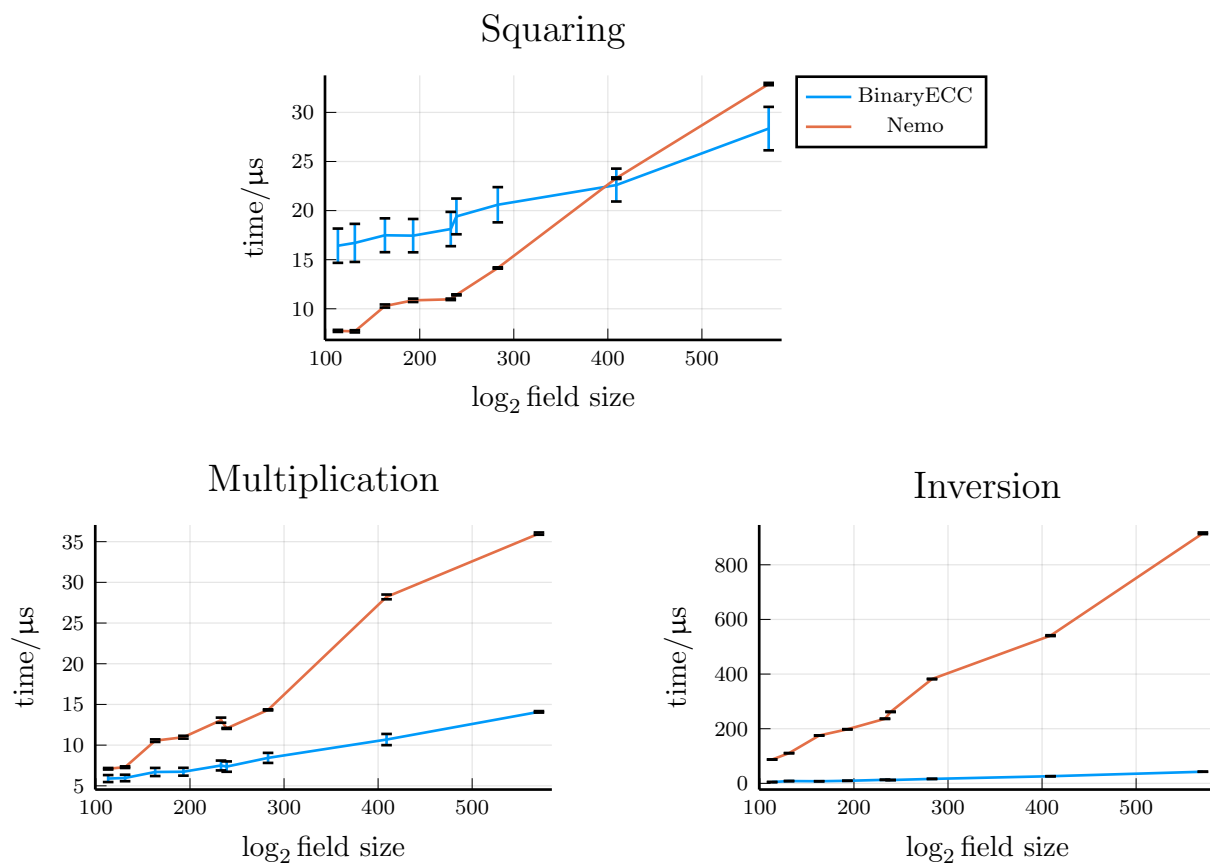 Squaring
BinaryECC
Nemo
time/μs
30
25
20
15
10
100 200 300 400 500
log₂ field size
Multiplication
time/μs
35
30
25
20
15
10
5
100 200 300 400 500
log₂ field size
Inversion
time/μs
800
600
400
200
0
100 200 300 400 500
log₂ field size